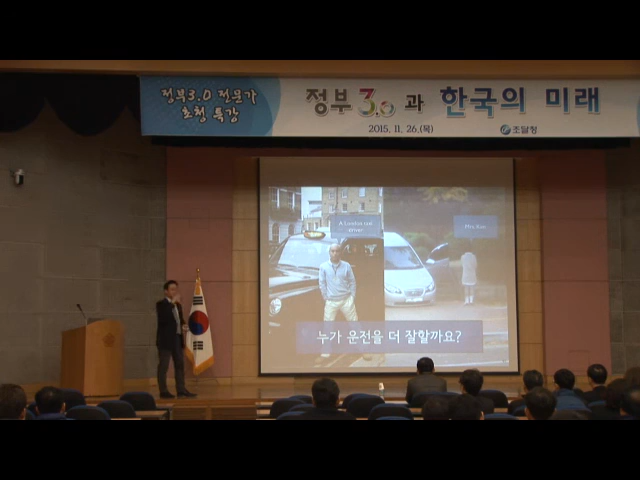 정부3.0 전문가
초청 특강
정부 3.0 과 한국의 미래
2015. 11. 26.(목)
조달청
A London taxi
driver
Mrs. Kim
누가 운전을 더 잘할까요?